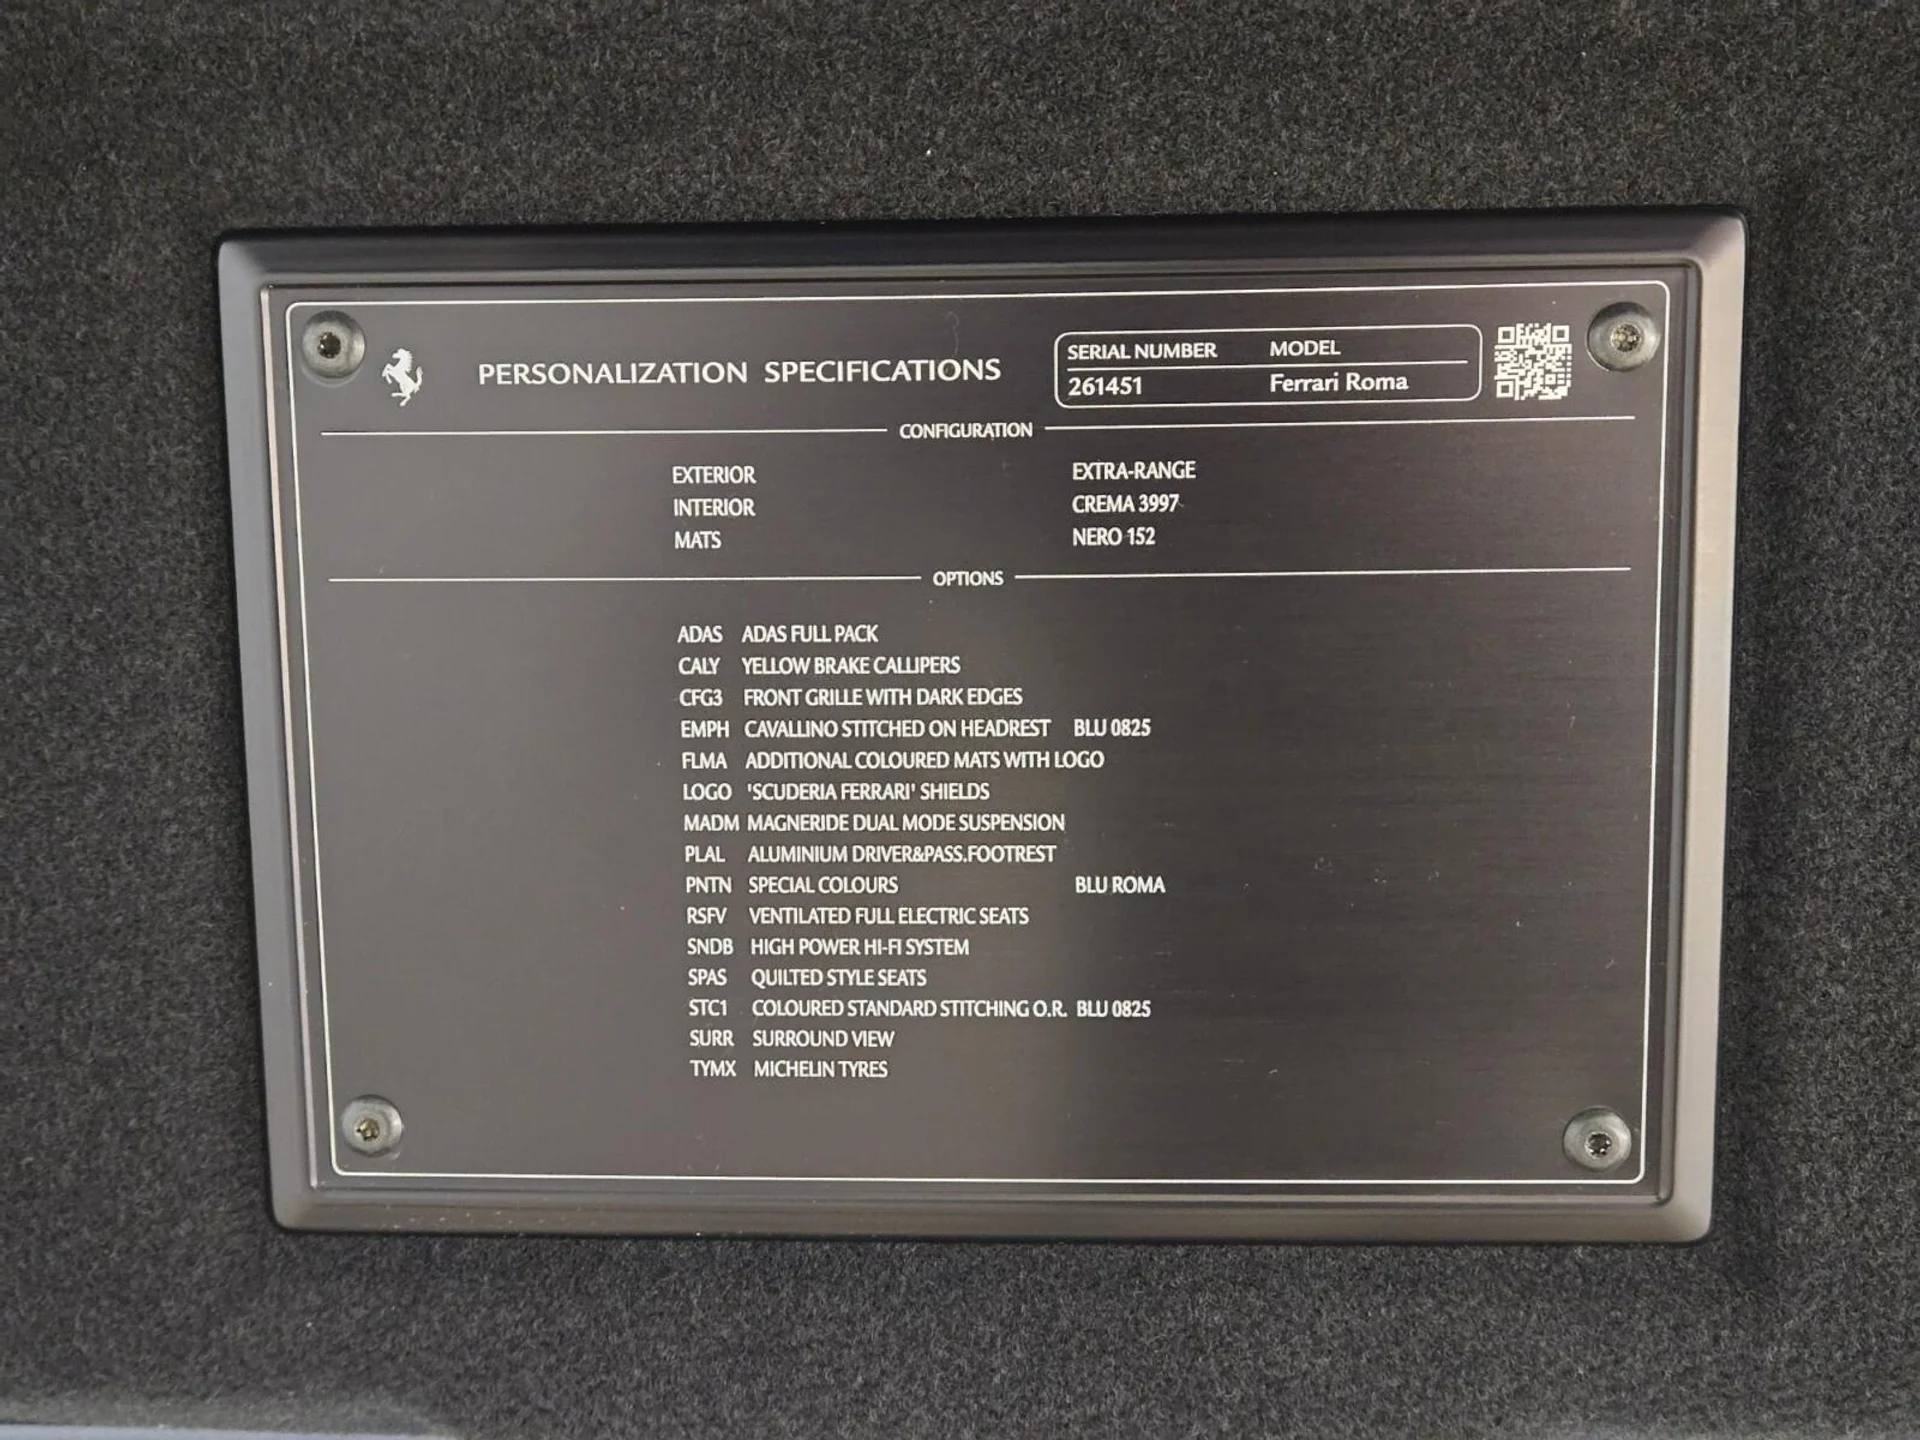 PERSONALIZATION SPECIFICATIONS
SERIAL NUMBER MODEL
261451 Ferrari Roma
CONFIGURATION
EXTERIOR EXTRA-RANGE
INTERIOR CREMA 3997
MATS NERO 152
OPTIONS
ADAS ADAS FULL PACK
CALY YELLOW BRAKE CALLIPERS
CFG3 FRONT GRILLE WITH DARK EDGES
EMPH CAVALLINO STITCHED ON HEADREST BLU 0825
FLMA ADDITIONAL COLOURED MATS WITH LOGO
LOGO 'SCUDERIA FERRARI' SHIELDS
MADM MAGNERIDE DUAL MODE SUSPENSION
PLAL ALUMINIUM DRIVER&PASS.FOOTREST
PNTN SPECIAL COLOURS BLU ROMA
RSFV VENTILATED FULL ELECTRIC SEATS
SNDB HIGH POWER HI-FI SYSTEM
SPAS QUILTED STYLE SEATS
STC1 COLOURED STANDARD STITCHING O.R. BLU 0825
SURR SURROUND VIEW
TYMX MICHELIN TYRES